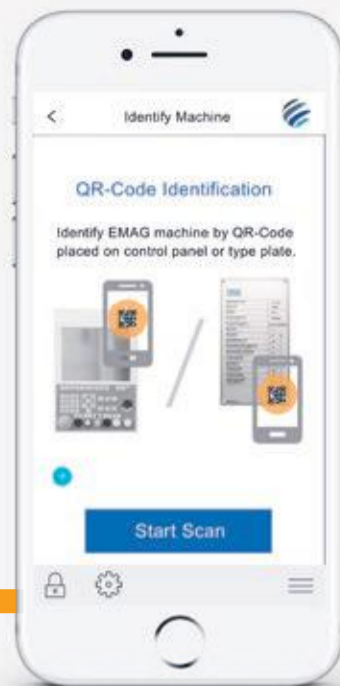 Identify Machine
QR-Code Identification
Identify EMAG machine by QR-Code
placed on control panel or type plate.
Start Scan